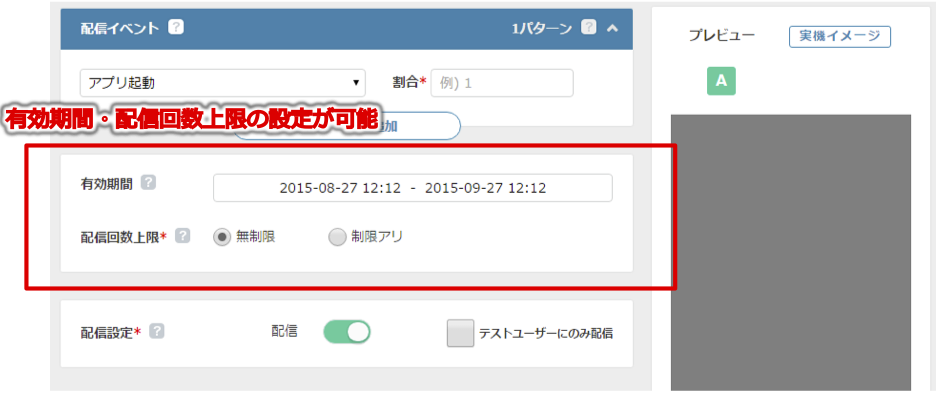 配信イベント ?
1パターン ?
プレビュー
実機イメージ
アプリ起動
割合* 例) 1
A
有効期間・配信回数上限の設定が可能
加
有効期間 ?
2015-08-27 12:12 - 2015-09-27 12:12
配信回数上限* ?
無制限
制限アリ
配信設定* ?
配信
テストユーザーにのみ配信